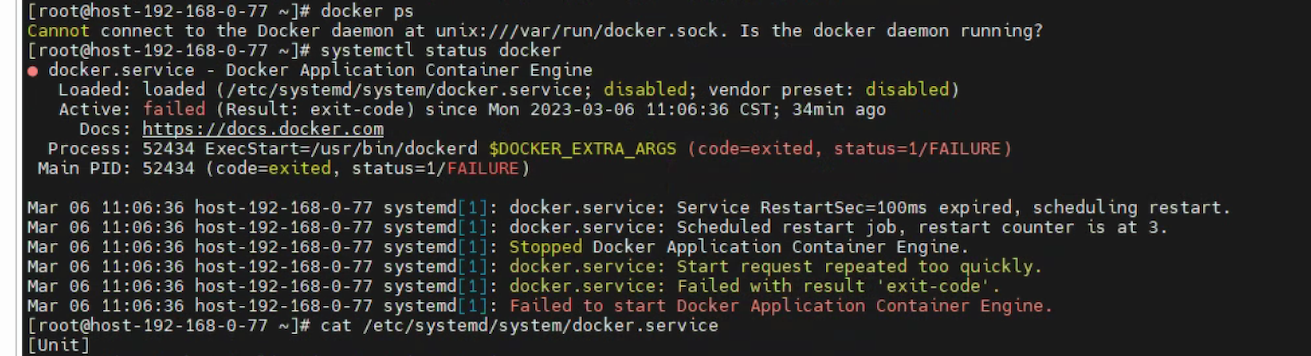 [root@host-192-168-0-77 ~]# docker ps
Cannot connect to the Docker daemon at unix:///var/run/docker.sock. Is the docker daemon running?
[root@host-192-168-0-77 ~]# systemctl status docker
● docker.service - Docker Application Container Engine
Loaded: loaded (/etc/systemd/system/docker.service; disabled; vendor preset: disabled)
Active: failed (Result: exit-code) since Mon 2023-03-06 11:06:36 CST; 34min ago
Docs: https://docs.docker.com
Process: 52434 ExecStart=/usr/bin/dockerd $DOCKER_EXTRA_ARGS (code=exited, status=1/FAILURE)
Main PID: 52434 (code=exited, status=1/FAILURE)
Mar 06 11:06:36 host-192-168-0-77 systemd[1]: docker.service: Service RestartSec=100ms expired, scheduling restart.
Mar 06 11:06:36 host-192-168-0-77 systemd[1]: docker.service: Scheduled restart job, restart counter is at 3.
Mar 06 11:06:36 host-192-168-0-77 systemd[1]: Stopped Docker Application Container Engine.
Mar 06 11:06:36 host-192-168-0-77 systemd[1]: docker.service: Start request repeated too quickly.
Mar 06 11:06:36 host-192-168-0-77 systemd[1]: docker.service: Failed with result 'exit-code'.
Mar 06 11:06:36 host-192-168-0-77 systemd[1]: Failed to start Docker Application Container Engine.
[root@host-192-168-0-77 ~]# cat /etc/systemd/system/docker.service
[Unit]